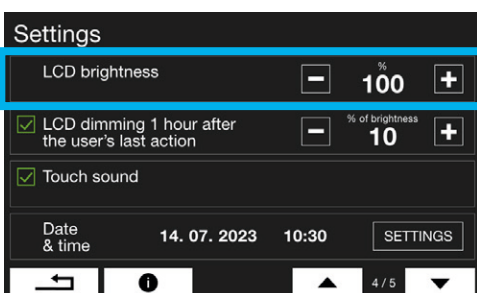 Settings
LCD brightness
%
− 100 +
LCD dimming 1 hour after
the user's last action
% of brightness
− 10 +
Touch sound
Date
& time
14. 07. 2023 10:30 SETTINGS
4 / 5